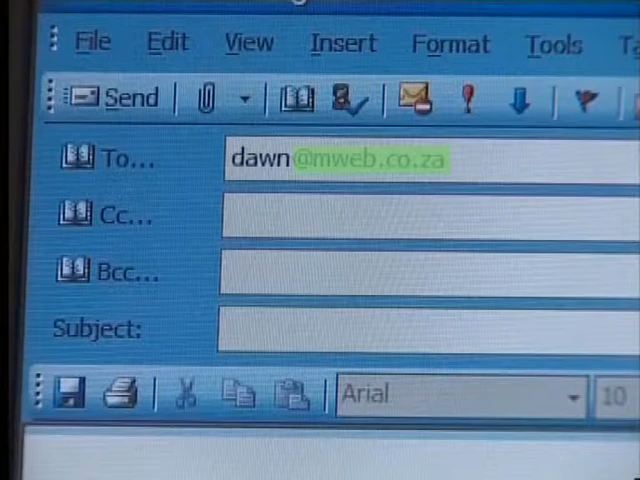 File Edit View Insert Format Tools
Send
To... dawn@mweb.co.za
Cc...
Bcc...
Subject:
Arial 10